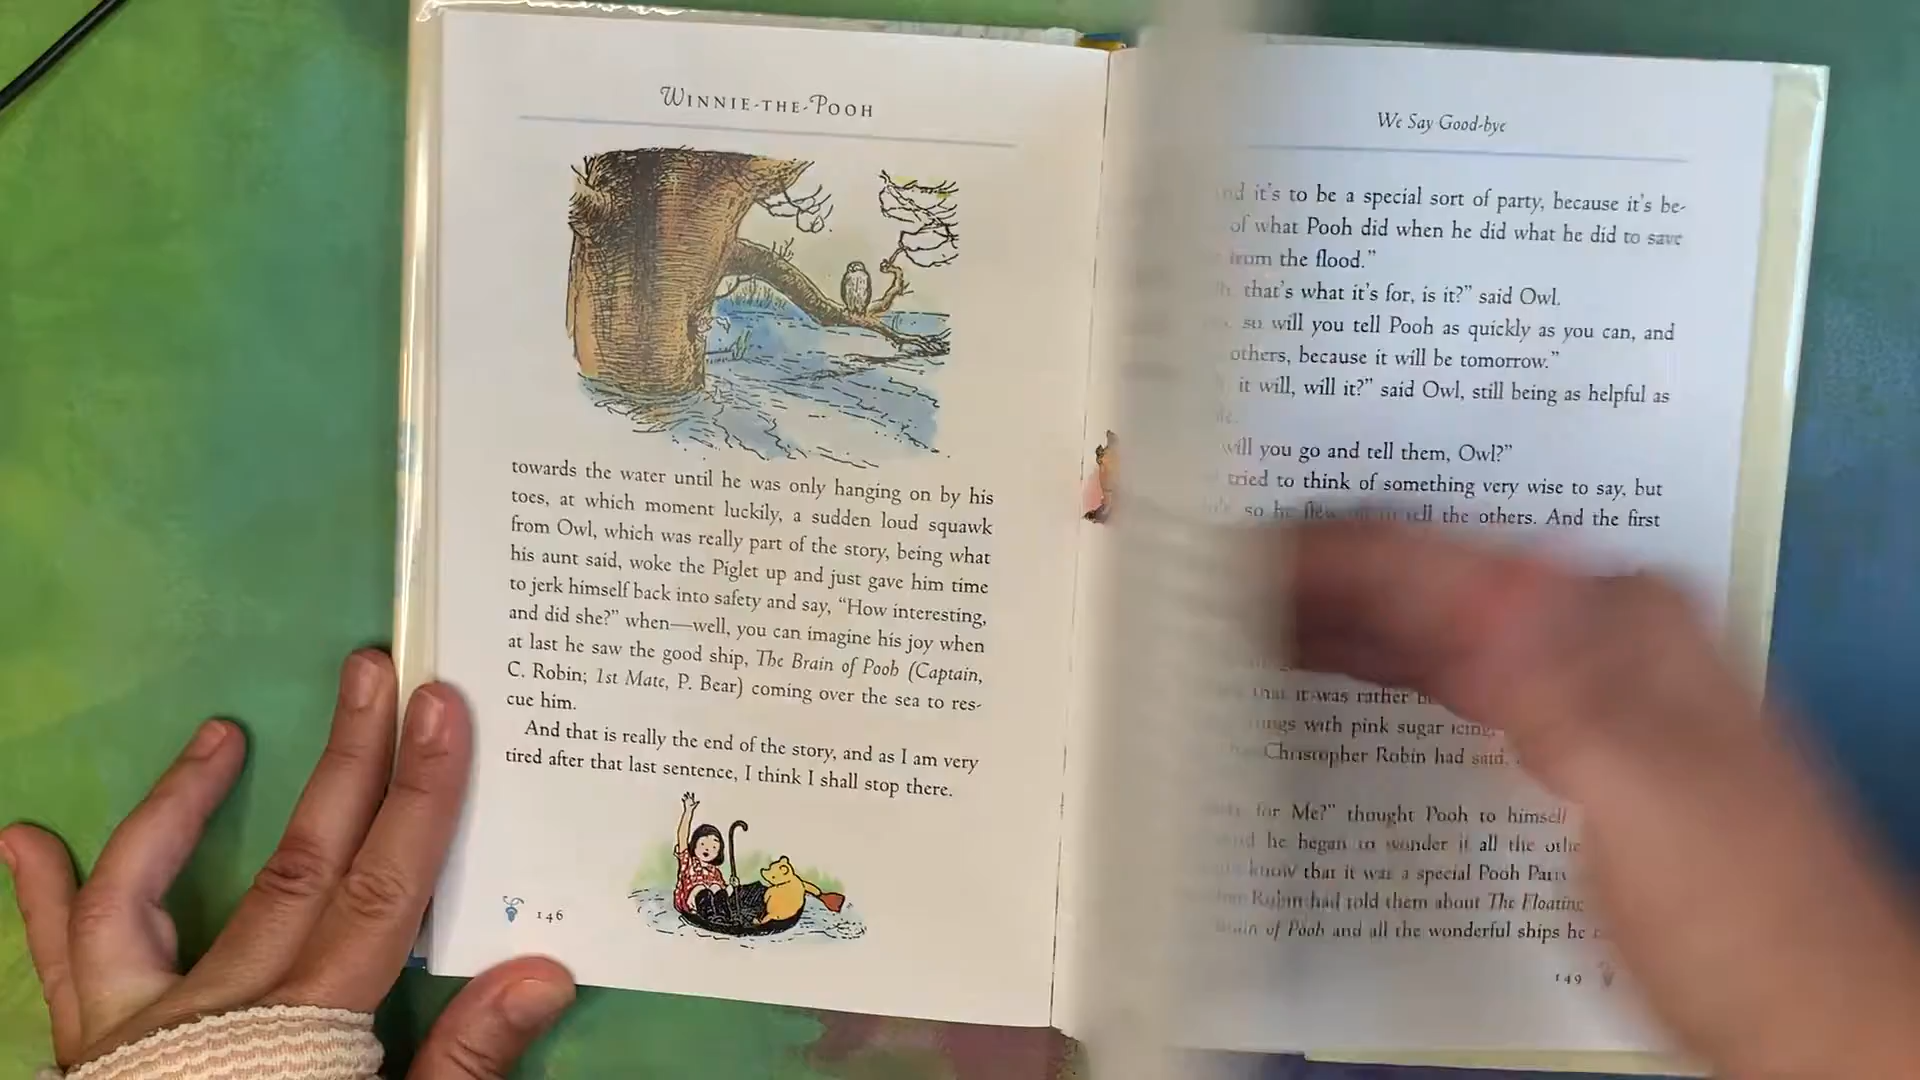 WINNIE-THE-POOH
towards the water until he was only hanging on by his
toes, at which moment luckily, a sudden loud squawk
from Owl, which was really part of the story, being what
his aunt said, woke the Piglet up and just gave him time
to jerk himself back into safety and say, “How interesting,
and did she?” when—well, you can imagine his joy when
at last he saw the good ship, The Brain of Pooh (Captain,
C. Robin; 1st Mate, P. Bear) coming over the sea to res-
cue him.
And that is really the end of the story, and as I am very
tired after that last sentence, I think I shall stop there.
146
We Say Good-bye
it's to be a special sort of party, because it's be-
of what Pooh did when he did what he did to save
from the flood.”
that's what it's for, is it?” said Owl.
so will you tell Pooh as quickly as you can, and
others, because it will be tomorrow.”
it will, will it?” said Owl, still being as helpful as
will you go and tell them, Owl?”
tried to think of something very wise to say, but
so he flew tell the others. And the first
that it was rather
with pink sugar icing,
Christopher Robin had said,
for Me?” thought Pooh to himself
he began to wonder if all the
know that it was a special Pooh Party
Robin had told them about The Floating
of Pooh and all the wonderful ships he
149